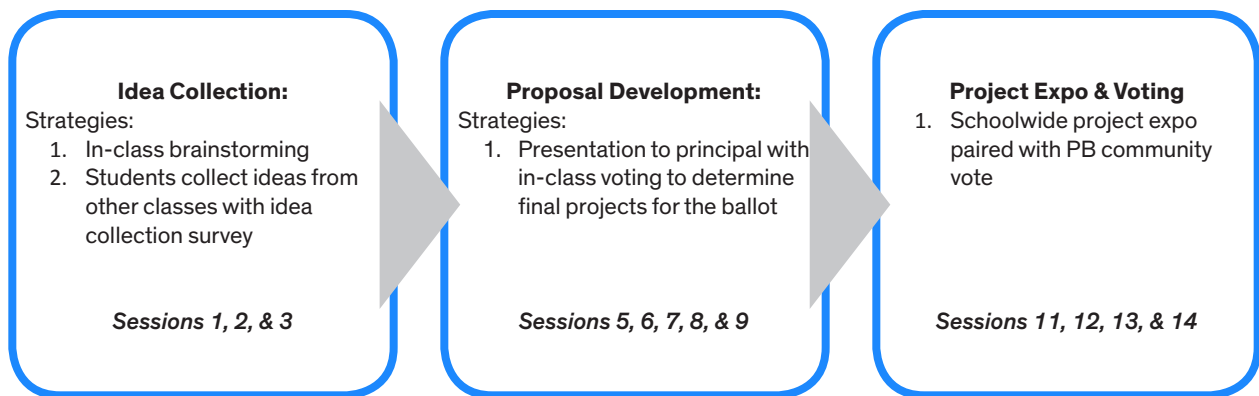 Idea Collection:
Strategies:
1. In-class brainstorming
2. Students collect ideas from
other classes with idea
collection survey
Sessions 1, 2, & 3
Proposal Development:
Strategies:
1. Presentation to principal with
in-class voting to determine
final projects for the ballot
Sessions 5, 6, 7, 8, & 9
Project Expo & Voting
1. Schoolwide project expo
paired with PB community
vote
Sessions 11, 12, 13, & 14